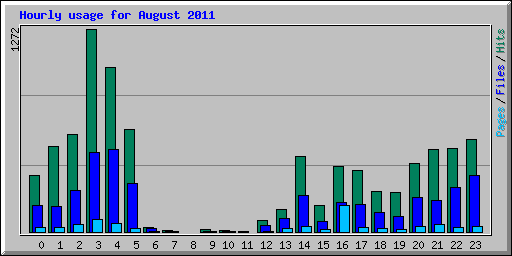 Hourly usage for August 2011
1272
Pages/Files/Hits
0 1 2 3 4 5 6 7 8 9 10 11 12 13 14 15 16 17 18 19 20 21 22 23